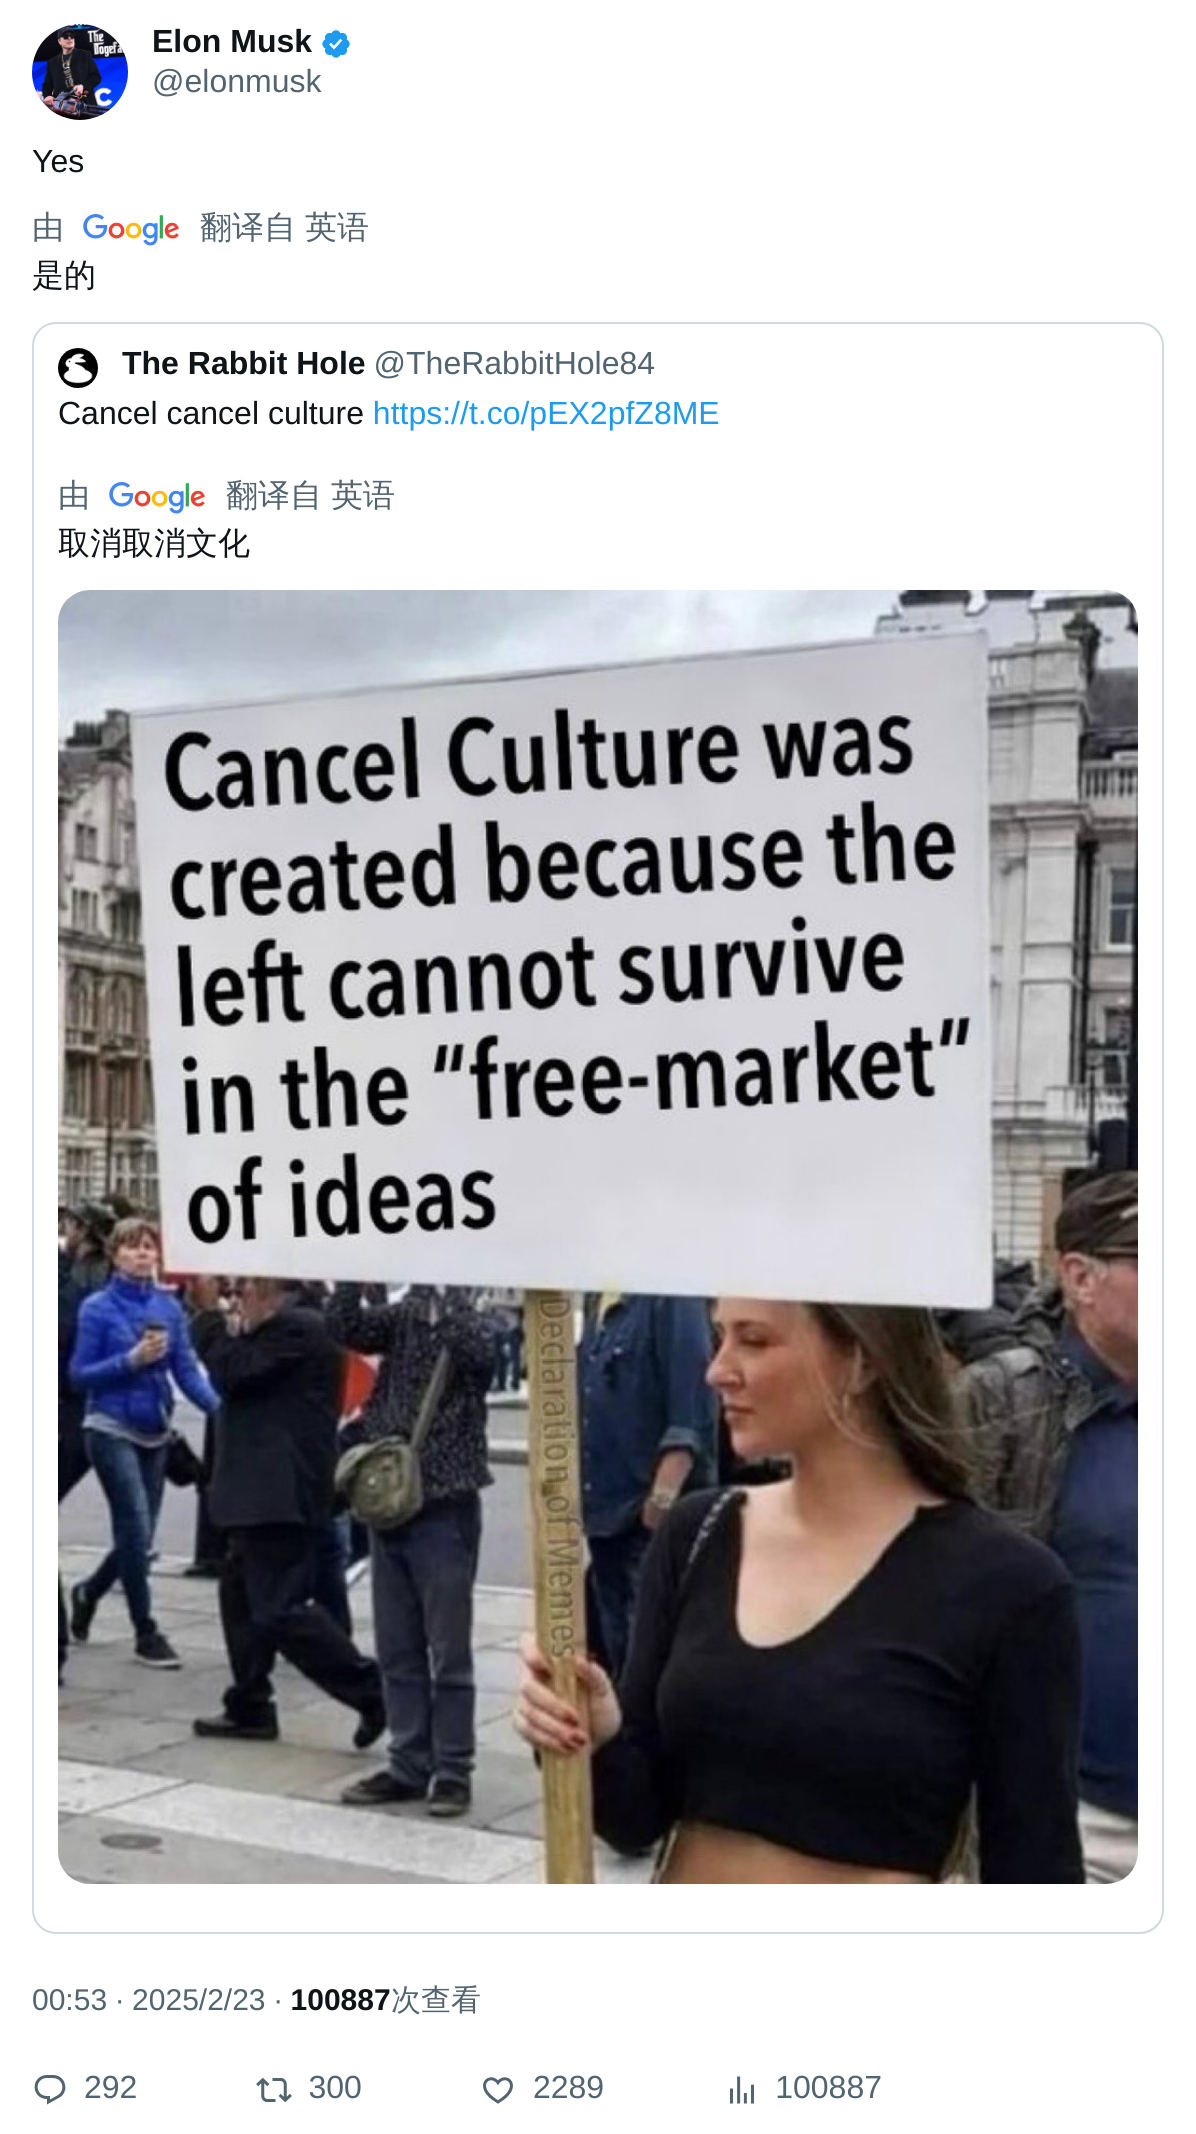 The
Dogefa
Elon Musk
@elonmusk
Yes
由 Google 翻译自 英语
是的
The Rabbit Hole @TheRabbitHole84
Cancel cancel culture https://t.co/pEX2pfZ8ME
由 Google 翻译自 英语
取消取消文化
Cancel Culture was
created because the
left cannot survive
in the “free-market”
of ideas
Declaration of Memes
00:53 · 2025/2/23 · 100887次查看
292 300 2289 100887